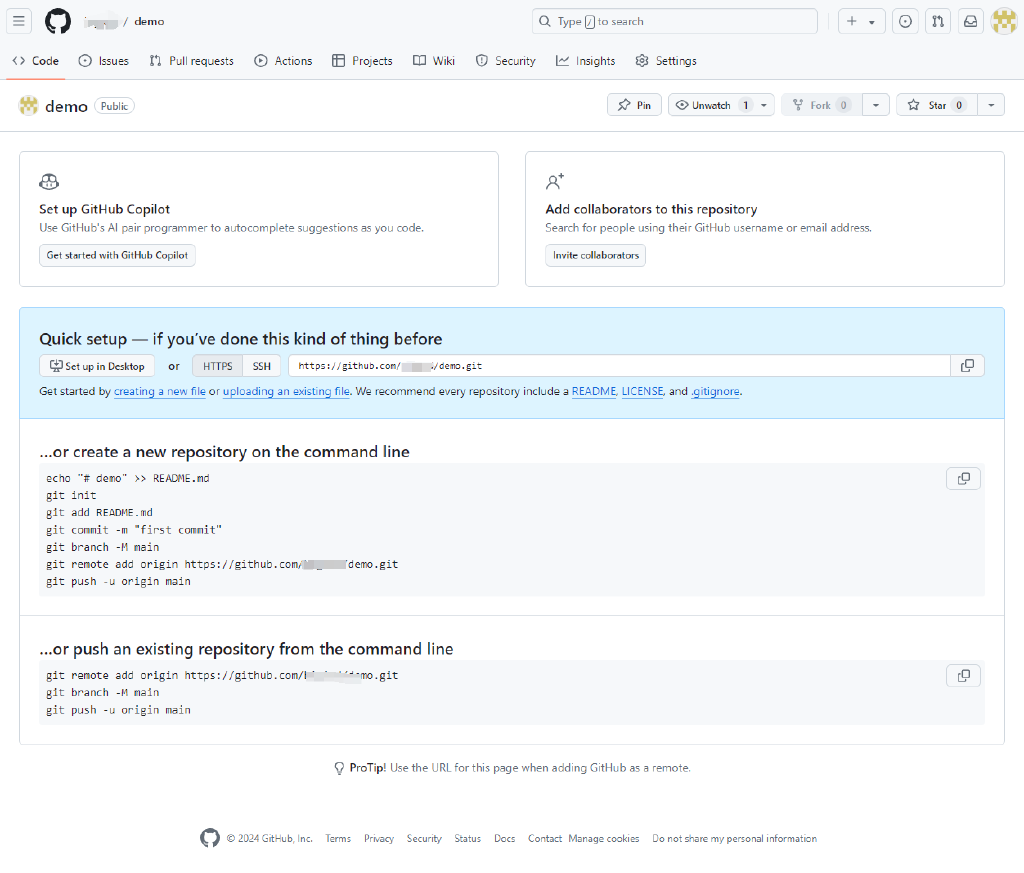 / demo
Type / to search
Code Issues Pull requests Actions Projects Wiki Security Insights Settings
demo Public Pin Unwatch 1 Fork 0 Star 0
Set up GitHub Copilot
Use GitHub's AI pair programmer to autocomplete suggestions as you code.
Get started with GitHub Copilot
Add collaborators to this repository
Search for people using their GitHub username or email address.
Invite collaborators
Quick setup — if you've done this kind of thing before
Set up in Desktop or HTTPS SSH https://github.com/ /demo.git
Get started by creating a new file or uploading an existing file. We recommend every repository include a README, LICENSE, and .gitignore.
...or create a new repository on the command line
echo "# demo" >> README.md
git init
git add README.md
git commit -m "first commit"
git branch -M main
git remote add origin https://github.com/ /demo.git
git push -u origin main
...or push an existing repository from the command line
git remote add origin https://github.com/ mo.git
git branch -M main
git push -u origin main
ProTip! Use the URL for this page when adding GitHub as a remote.
© 2024 GitHub, Inc. Terms Privacy Security Status Docs Contact Manage cookies Do not share my personal information